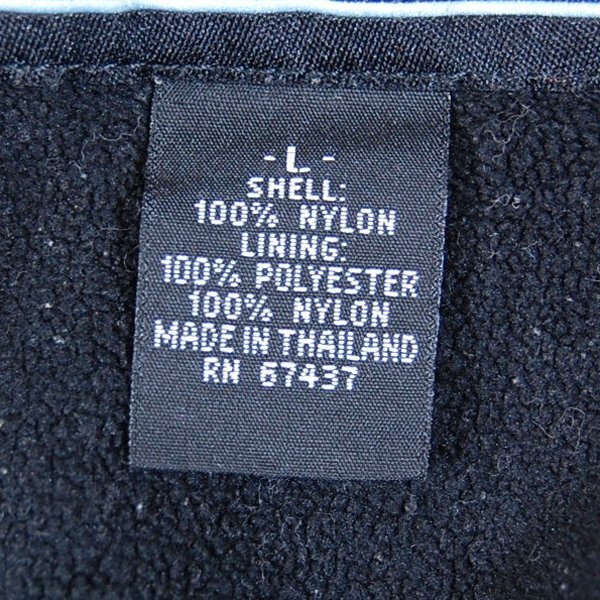 - L -
SHELL:
100% NYLON
LINING:
100% POLYESTER
100% NYLON
MADE IN THAILAND
RN 67437